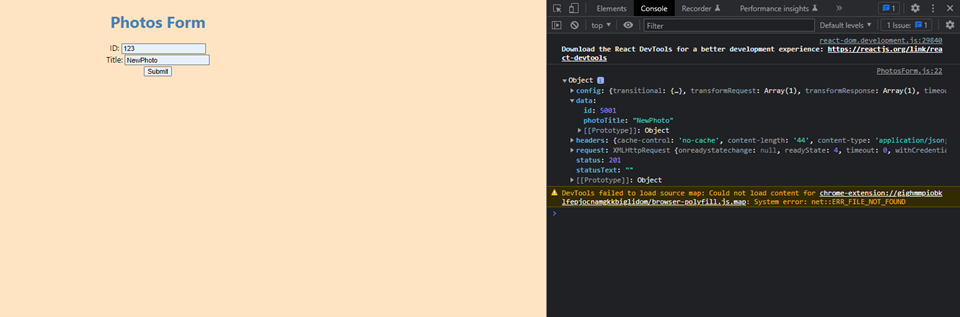 Photos Form
ID: 123
Title: NewPhoto
Submit
Elements Console Recorder Performance insights » 1
top ▾ Filter Default levels ▾ 1 Issue: 1
react-dom.development.js:29840
Download the React DevTools for a better development experience: https://reactjs.org/link/rea
ct-devtools
PhotosForm.js:22
▾Object i
▸config: {transitional: {…}, transformRequest: Array(1), transformResponse: Array(1), timeou
▾data:
id: 5001
photoTitle: "NewPhoto"
▸[[Prototype]]: Object
▸headers: {cache-control: 'no-cache', content-length: '44', content-type: 'application/json;
▸request: XMLHttpRequest {onreadystatechange: null, readyState: 4, timeout: 0, withCredenti
status: 201
statusText: ""
▸[[Prototype]]: Object
DevTools failed to load source map: Could not load content for chrome-extension://gighmmpiobk
lfepjocnamgkkbiglidom/browser-polyfill.js.map: System error: net::ERR_FILE_NOT_FOUND